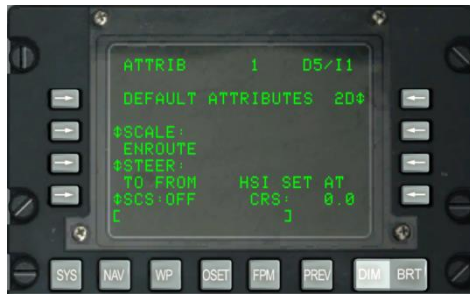 ATTRIB 1 D5/I1
DEFAULT ATTRIBUTES 2D↕
↕SCALE:
ENROUTE
↕STEER:
TO FROM HSI SET AT
↕SCS:OFF CRS: 0.0
[ ]
SYS NAV WP OSET FPM PREV DIM BRT